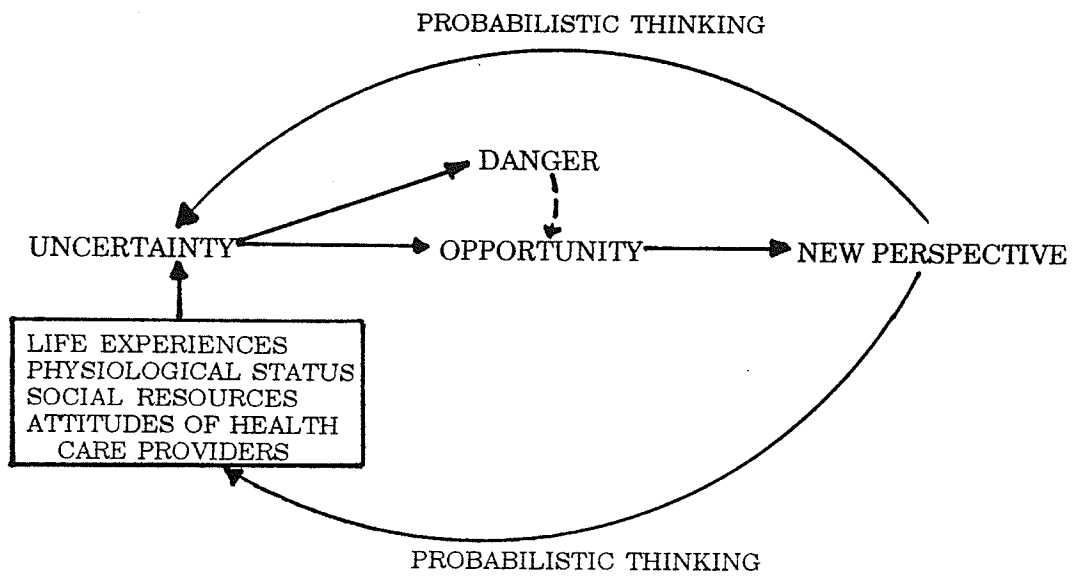 PROBABILISTIC THINKING
DANGER
UNCERTAINTY
OPPORTUNITY
NEW PERSPECTIVE
LIFE EXPERIENCES
PHYSIOLOGICAL STATUS
SOCIAL RESOURCES
ATTITUDES OF HEALTH
CARE PROVIDERS
PROBABILISTIC THINKING